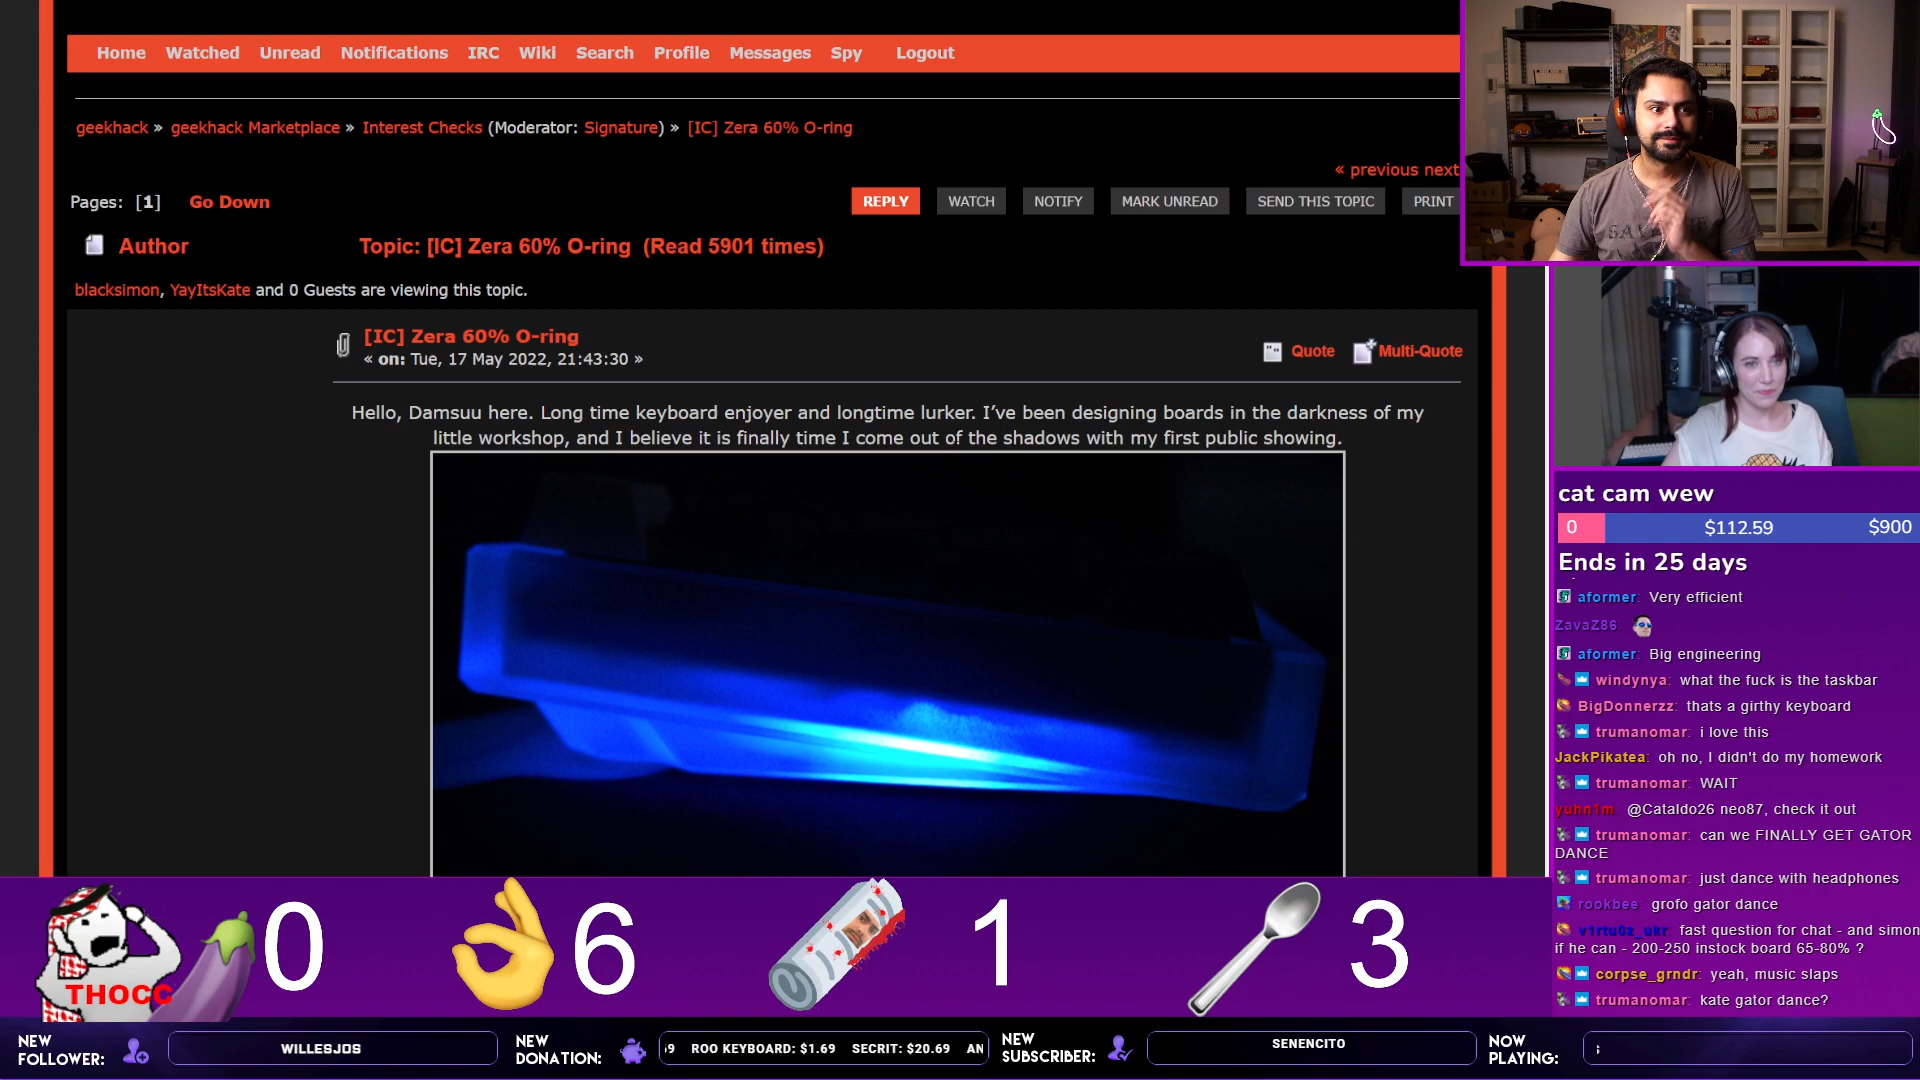 Home Watched Unread Notifications IRC Wiki Search Profile Messages Spy Logout
geekhack » geekhack Marketplace » Interest Checks (Moderator: Signature) » [IC] Zera 60% O-ring
« previous next
Pages: [1] Go Down
REPLY WATCH NOTIFY MARK UNREAD SEND THIS TOPIC PRINT
Author Topic: [IC] Zera 60% O-ring (Read 5901 times)
blacksimon, YayItsKate and 0 Guests are viewing this topic.
[IC] Zera 60% O-ring
« on: Tue, 17 May 2022, 21:43:30 »
Quote Multi-Quote
Hello, Damsuu here. Long time keyboard enjoyer and longtime lurker. I’ve been designing boards in the darkness of my
little workshop, and I believe it is finally time I come out of the shadows with my first public showing.
cat cam wew
0 $112.59 $900
Ends in 25 days
aformer: Very efficient
ZavaZ86:
aformer: Big engineering
windynya: what the fuck is the taskbar
BigDonnerzz: thats a girthy keyboard
trumanomar: i love this
JackPikatea: oh no, I didn't do my homework
trumanomar: WAIT
yuhn1m: @Cataldo26 neo87, check it out
trumanomar: can we FINALLY GET GATOR
DANCE
trumanomar: just dance with headphones
rookbee: grofo gator dance
v1rtu0z_ukr: fast question for chat - and simon
if he can - 200-250 instock board 65-80% ?
corpse_grndr: yeah, music slaps
trumanomar: kate gator dance?
THOCC 0 6 1 3
NEW FOLLOWER: WILLESJOS
NEW DONATION: 69 ROO KEYBOARD: $1.69 SECRIT: $20.69 AN
NEW SUBSCRIBER: SENENCITO
NOW PLAYING: